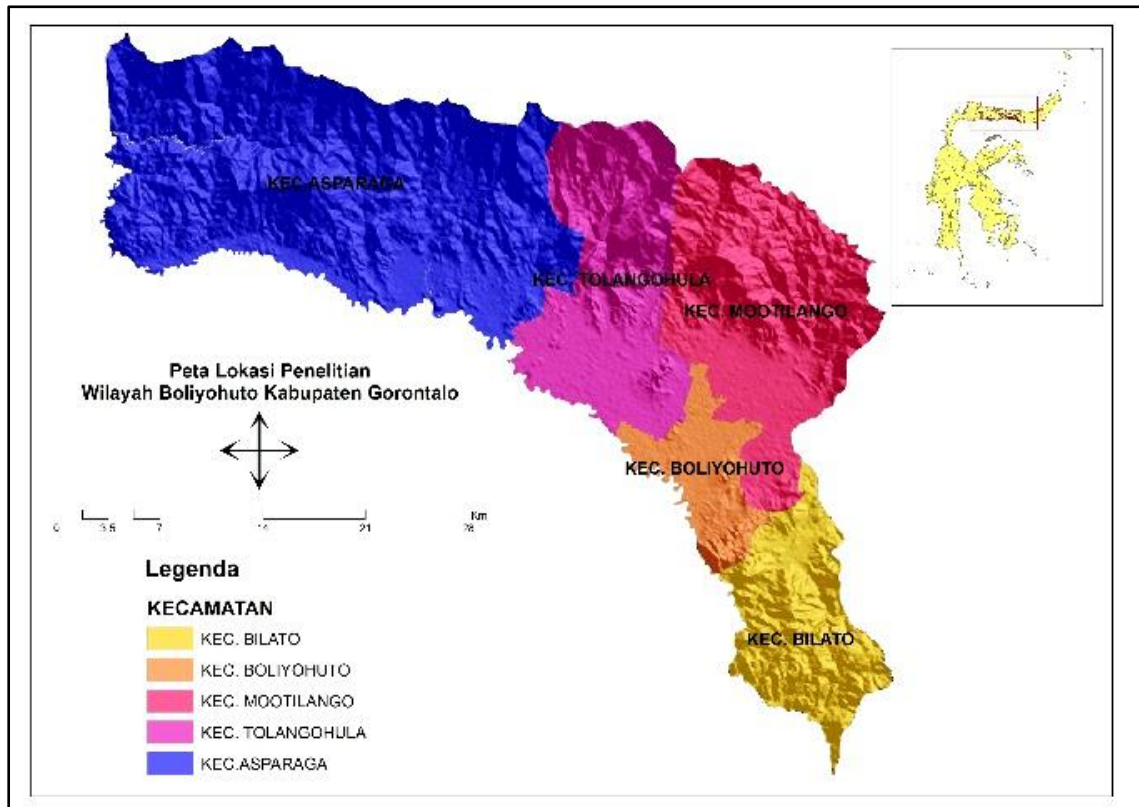 KEC.ASPARAGA
KEC. TOLANGOHULA
KEC. MOOTILANGO
Peta Lokasi Penelitian
Wilayah Boliyohuto Kabupaten Gorontalo
KEC. BOLIYOHUTO
Km
0 3,5 7 14 21 28
Legenda
KECAMATAN
KEC. BILATO
KEC. BILATO
KEC. BOLIYOHUTO
KEC. MOOTILANGO
KEC. TOLANGOHULA
KEC.ASPARAGA